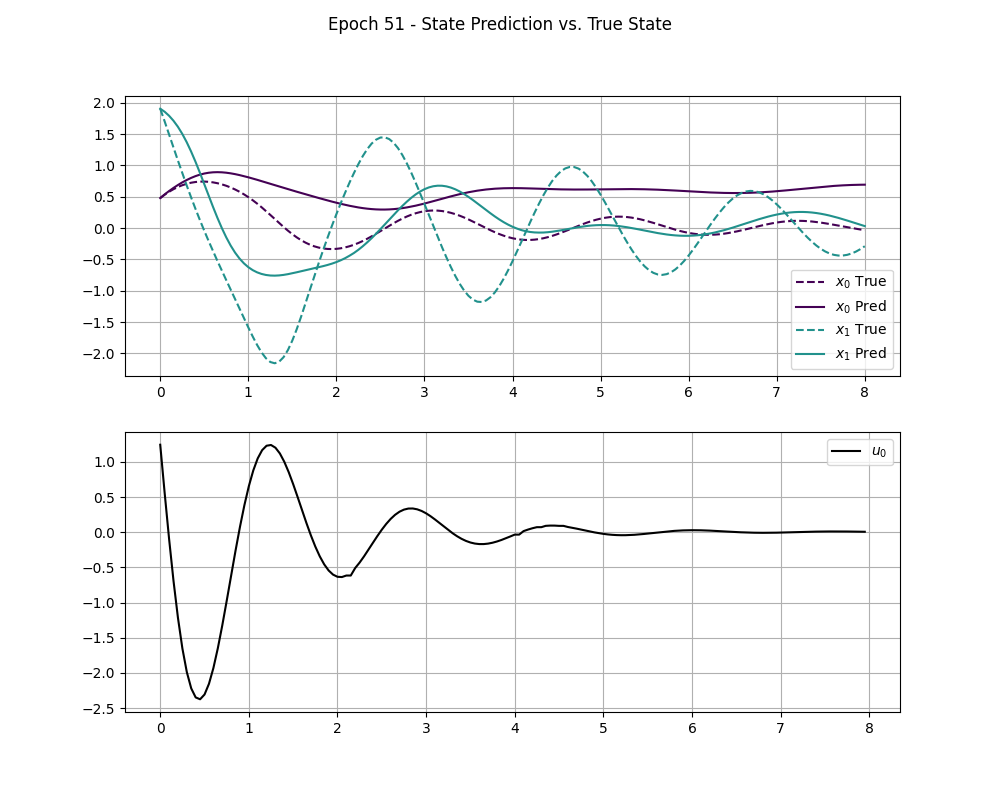 Epoch 51 - State Prediction vs. True State
2.0
1.5
1.0
0.5
0.0
−0.5
−1.0
−1.5
−2.0
x₀ True
x₀ Pred
x₁ True
x₁ Pred
0 1 2 3 4 5 6 7 8
1.0
0.5
0.0
−0.5
−1.0
−1.5
−2.0
−2.5
u₀
0 1 2 3 4 5 6 7 8